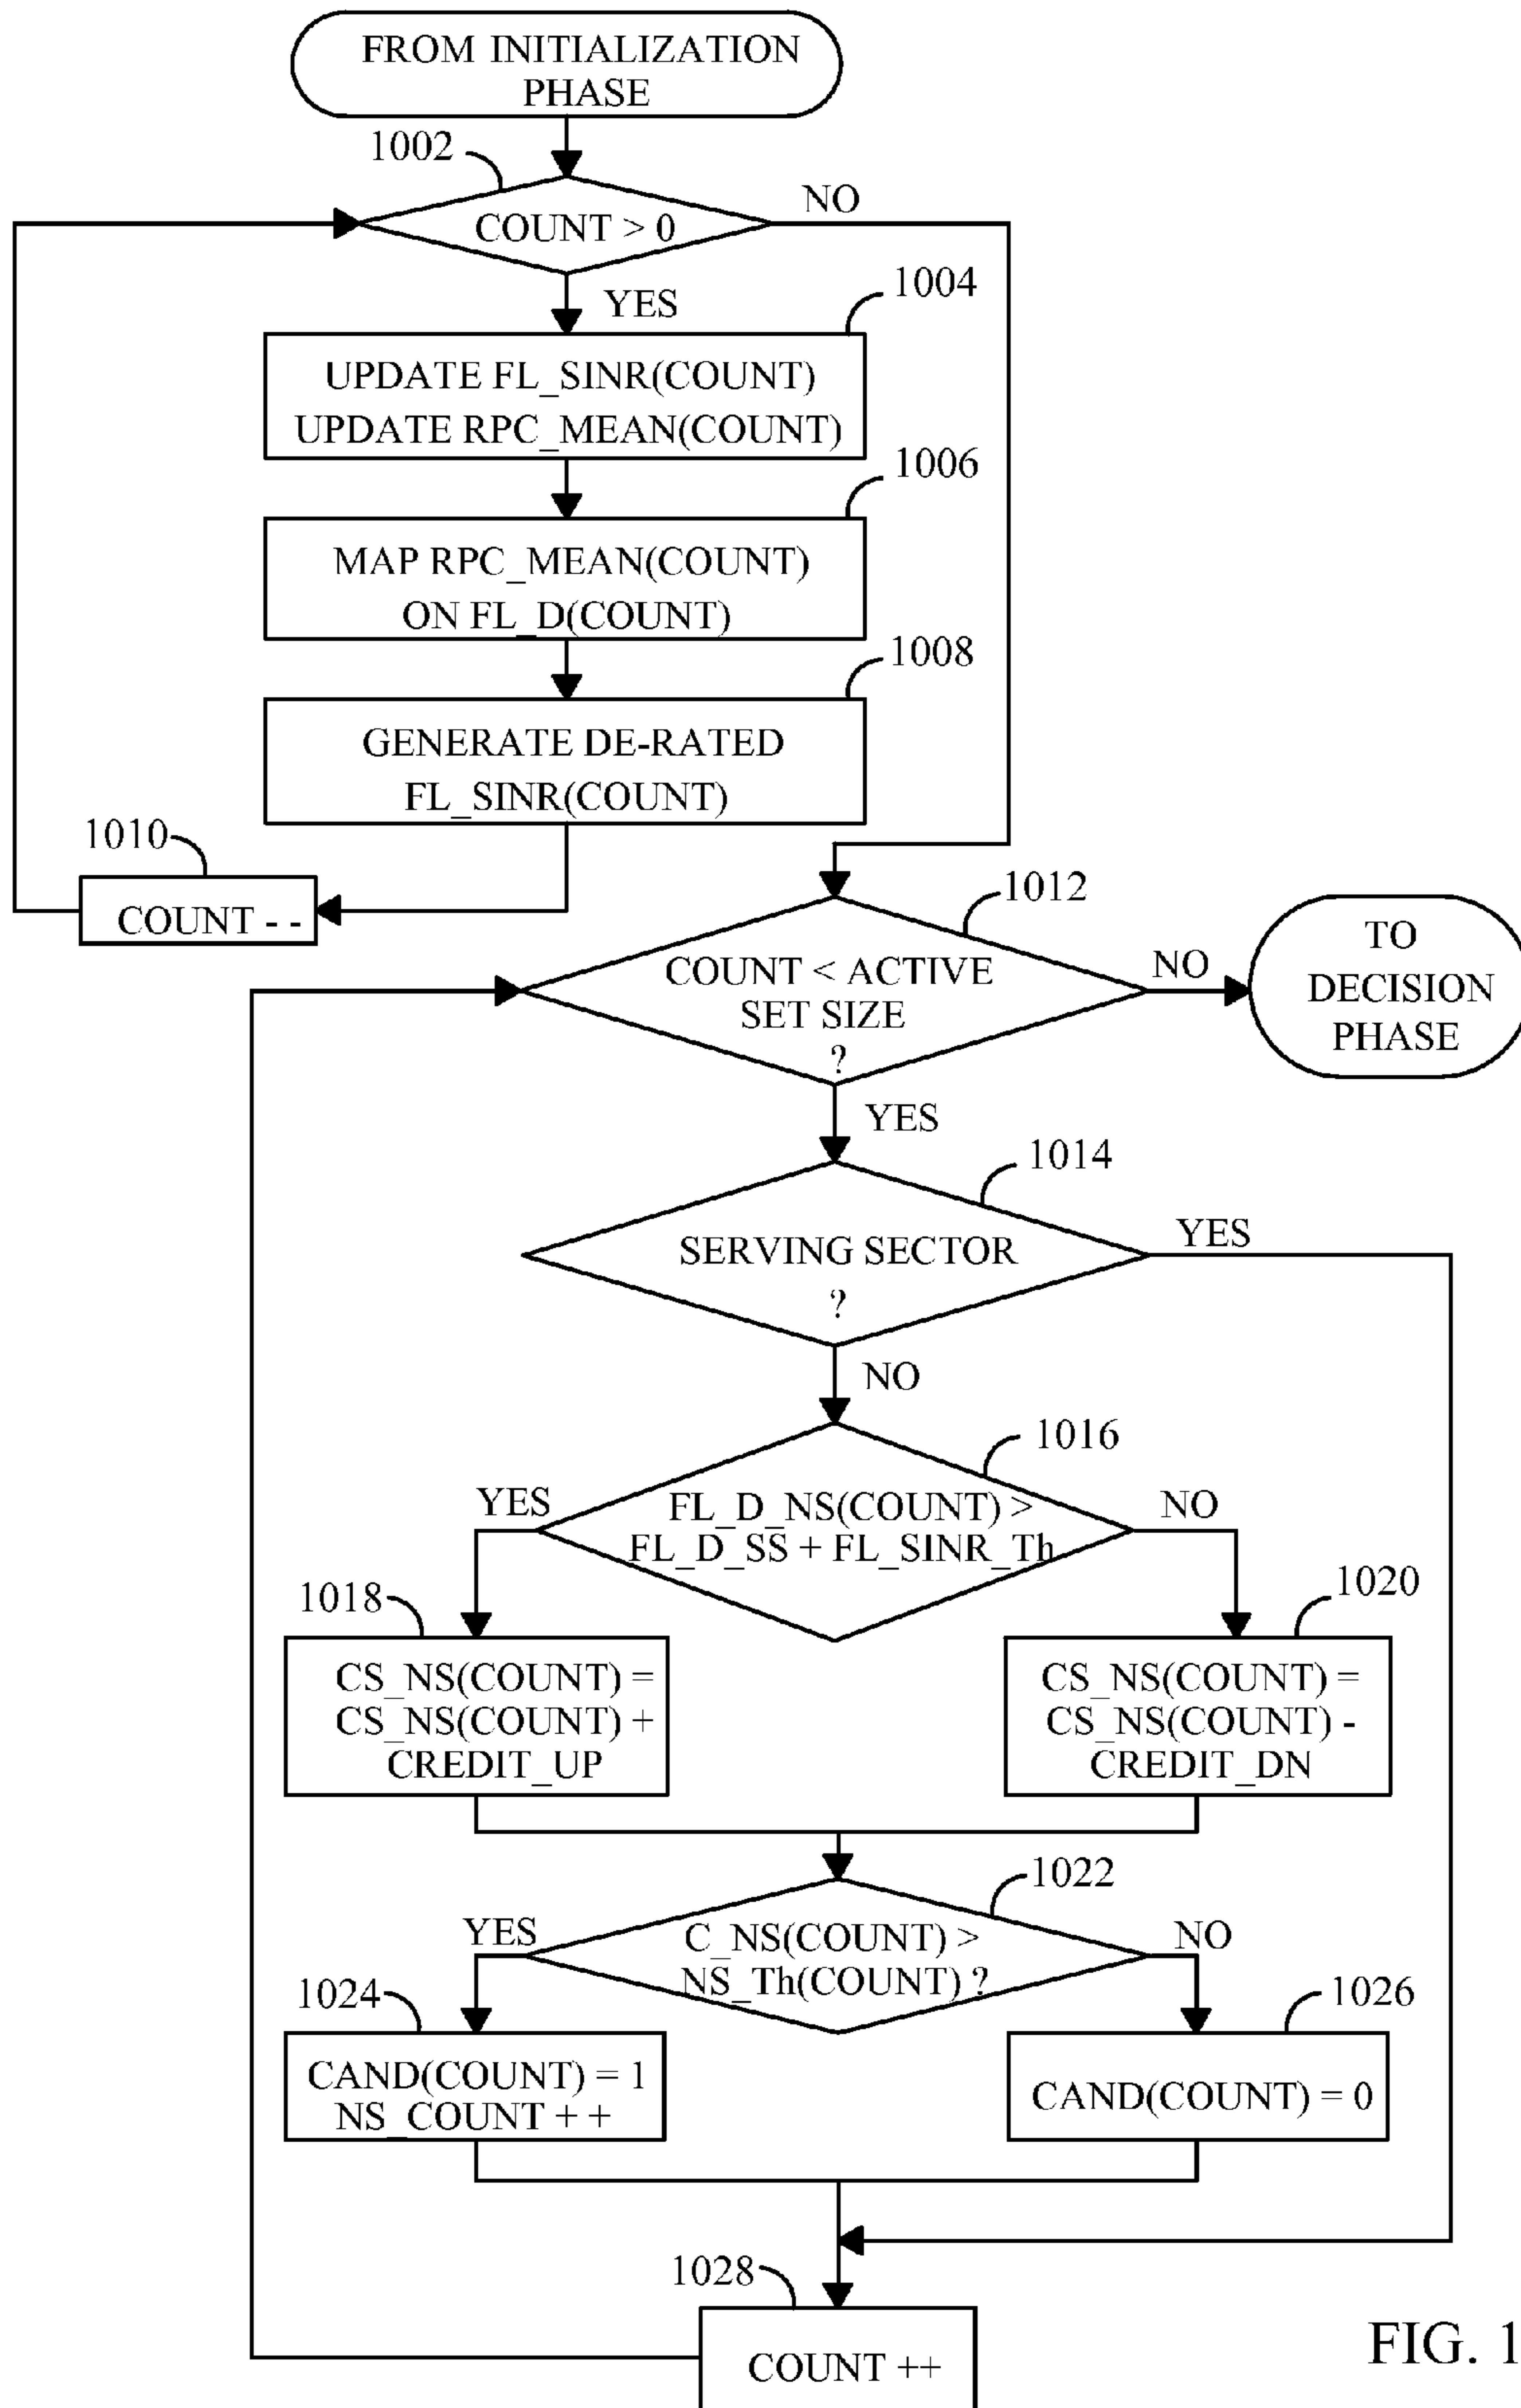 FROM INITIALIZATION
PHASE
1002
COUNT > 0
NO
YES
1004
UPDATE FL_SINR(COUNT)
UPDATE RPC_MEAN(COUNT)
1006
MAP RPC_MEAN(COUNT)
ON FL_D(COUNT)
1008
GENERATE DE-RATED
FL_SINR(COUNT)
1010
COUNT - -
1012
COUNT < ACTIVE
SET SIZE
?
NO
TO
DECISION
PHASE
YES
1014
SERVING SECTOR
?
YES
NO
1016
FL_D_NS(COUNT) >
FL_D_SS + FL_SINR_Th
YES
NO
1018
CS_NS(COUNT) =
CS_NS(COUNT) +
CREDIT_UP
1020
CS_NS(COUNT) =
CS_NS(COUNT) -
CREDIT_DN
1022
C_NS(COUNT) >
NS_Th(COUNT) ?
YES
NO
1024
CAND(COUNT) = 1
NS_COUNT + +
1026
CAND(COUNT) = 0
1028
COUNT ++
FIG. 1